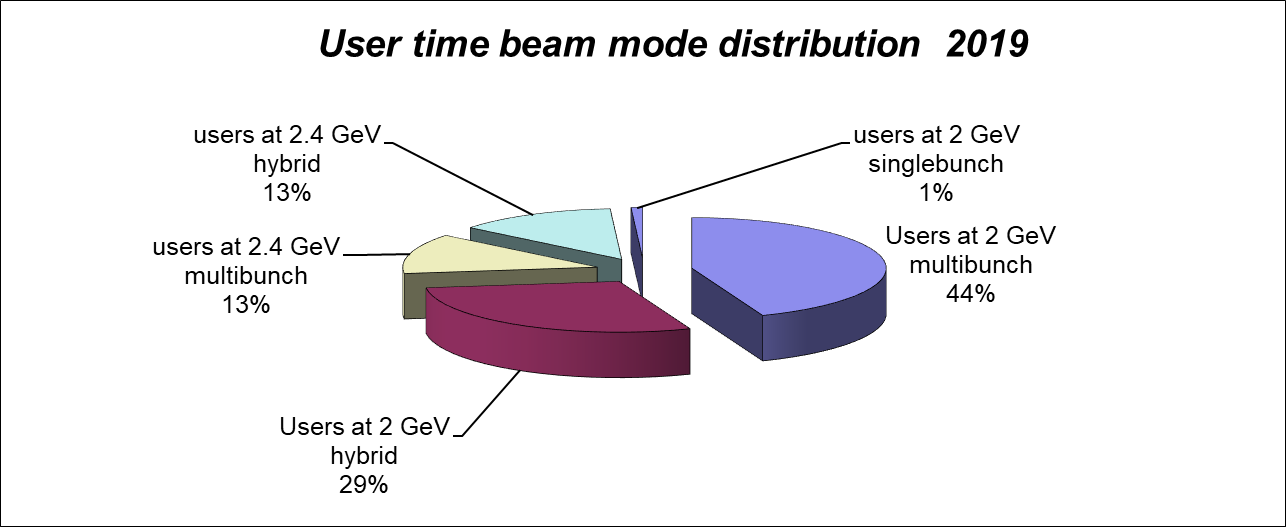 User time beam mode distribution  2019
users at 2.4 GeV
hybrid
13%
users at 2 GeV
singlebunch
1%
users at 2.4 GeV
multibunch
13%
Users at 2 GeV
multibunch
44%
Users at 2 GeV
hybrid
29%